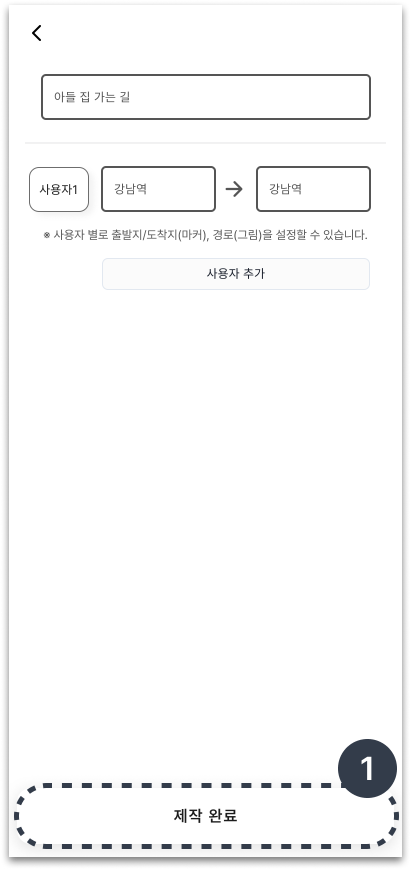 아들 집 가는 길
사용자1 강남역 → 강남역
※ 사용자 별로 출발지/도착지(마커), 경로(그림)을 설정할 수 있습니다.
사용자 추가
1
제작 완료